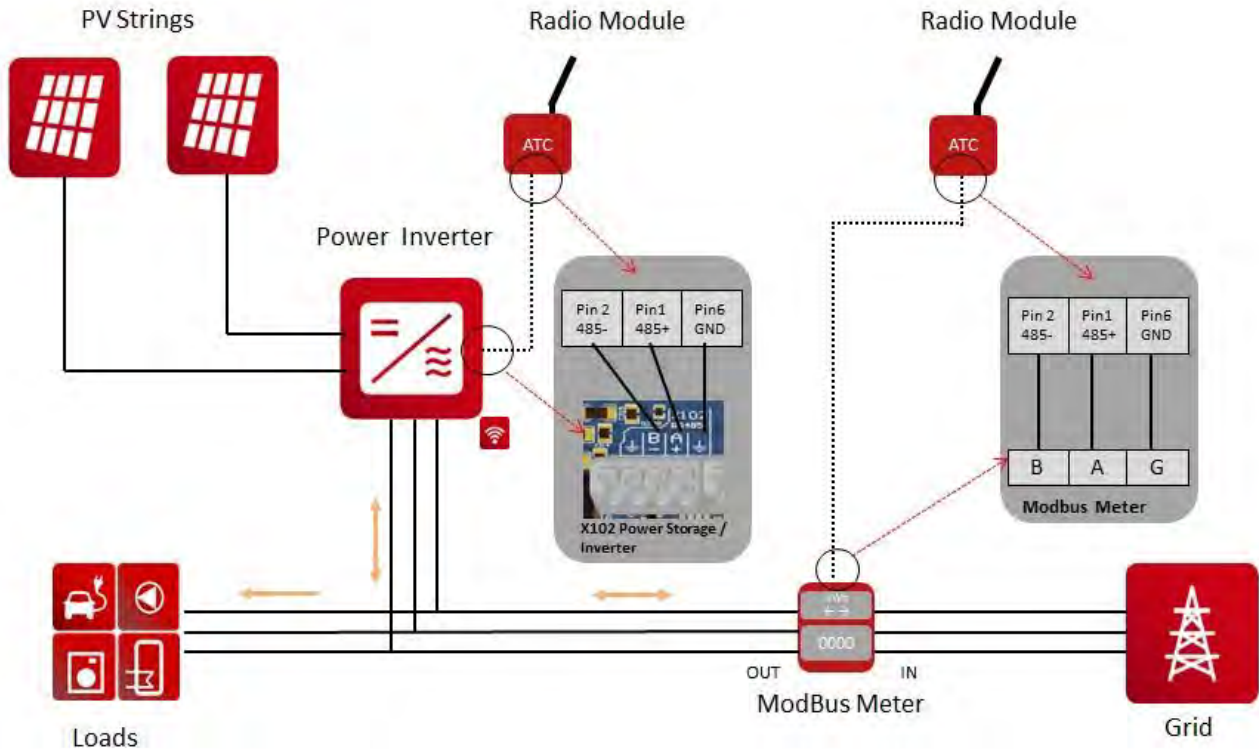 PV Strings
Radio Module
Radio Module
ATC
ATC
Power Inverter
Pin 2
485-
Pin1
485+
Pin6
GND
Pin 2
485-
Pin1
485+
Pin6
GND
B
A
B
A
G
Modbus Meter
X102 Power Storage /
Inverter
0000
OUT
IN
ModBus Meter
Loads
Grid